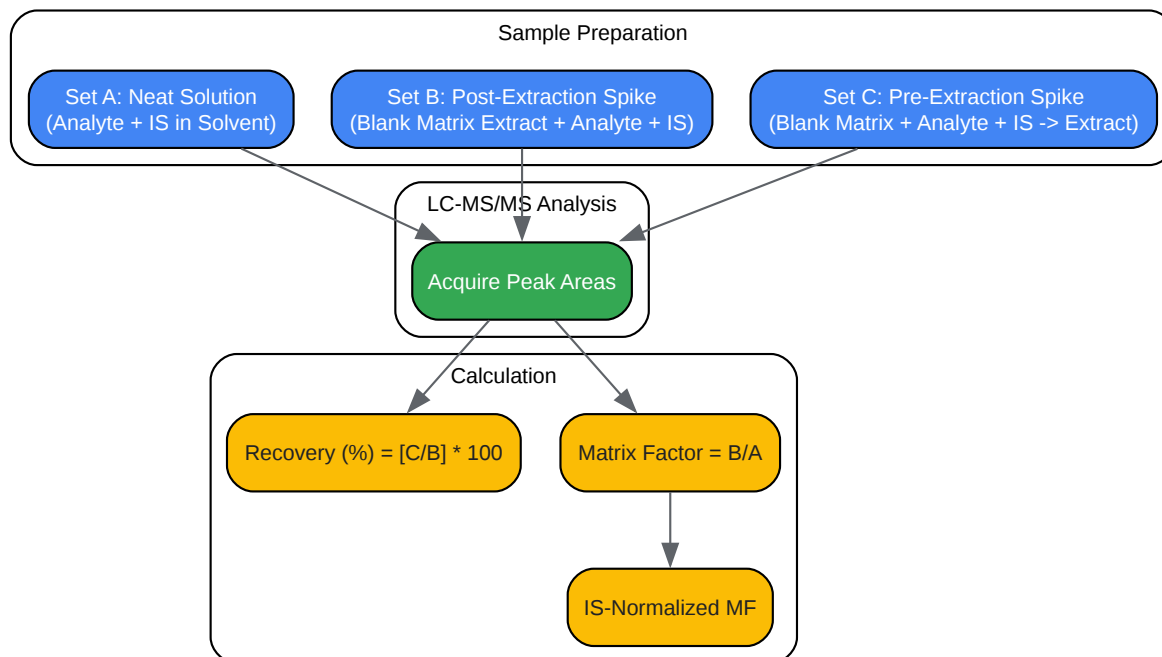 Sample Preparation
Set A: Neat Solution
(Analyte + IS in Solvent)
Set B: Post-Extraction Spike
(Blank Matrix Extract + Analyte + IS)
Set C: Pre-Extraction Spike
(Blank Matrix + Analyte + IS -> Extract)
LC-MS/MS Analysis
Acquire Peak Areas
Calculation
Recovery (%) = [C/B] * 100
Matrix Factor = B/A
IS-Normalized MF